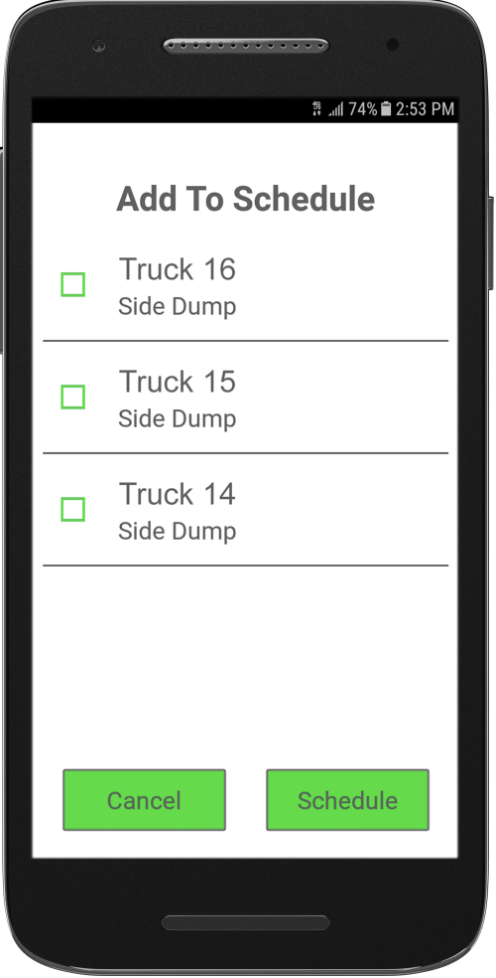 74% 2:53 PM
Add To Schedule
Truck 16
Side Dump
Truck 15
Side Dump
Truck 14
Side Dump
Cancel
Schedule